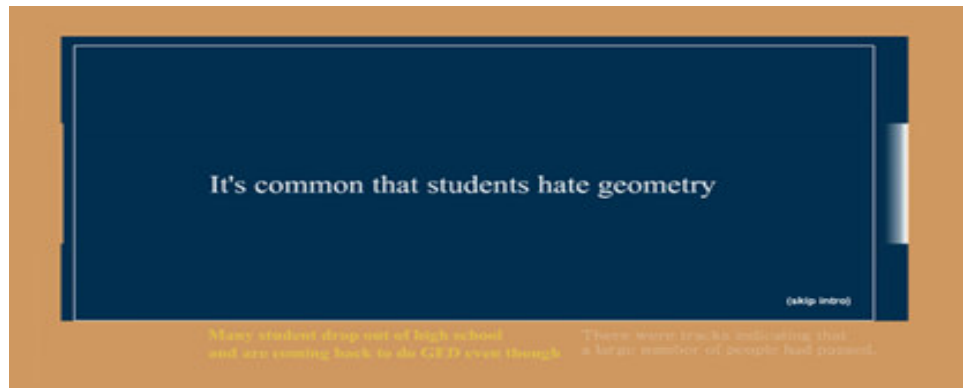 It's common that students hate geometry
(skip intro)
Many student drop out of high school
and are coming back to do GED even though
There were tracks indicating that
a large number of people had passed.